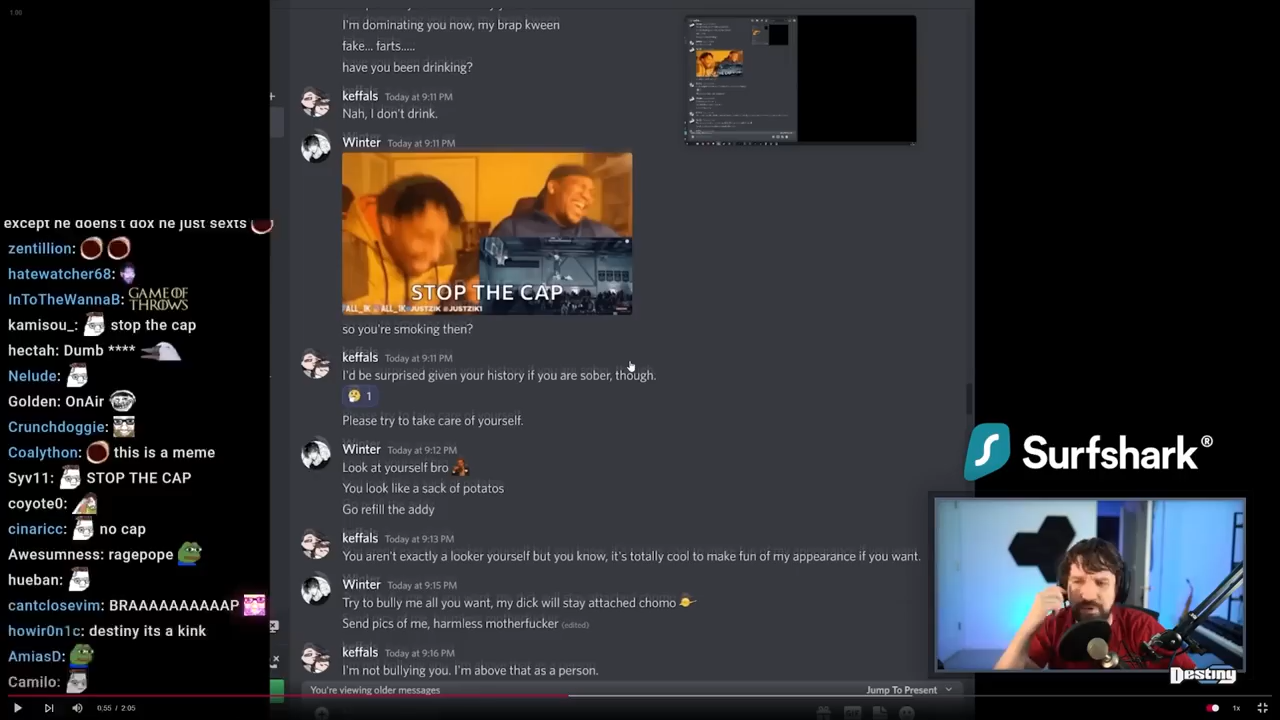 1.00
I'm dominating you now, my brap kween
fake... farts.....
have you been drinking?
keffals Today at 9:11 PM
Nah, I don't drink.
Winter Today at 9:11 PM
STOP THE CAP
@JUSTZIK @JUSTZIK1
so you're smoking then?
keffals Today at 9:11 PM
I'd be surprised given your history if you are sober, though.
1
Please try to take care of yourself.
Winter Today at 9:12 PM
Look at yourself bro
You look like a sack of potatos
Go refill the addy
keffals Today at 9:13 PM
You aren't exactly a looker yourself but you know, it's totally cool to make fun of my appearance if you want.
Winter Today at 9:15 PM
Try to bully me all you want, my dick will stay attached chomo
Send pics of me, harmless motherfucker (edited)
keffals Today at 9:16 PM
I'm not bullying you. I'm above that as a person.
You're viewing older messages
Jump To Present
except he doens't dox he just sexts
zentillion:
hatewatcher68:
InToTheWannaB: GAME OF THROWS
kamisou_: stop the cap
hectah: Dumb ****
Nelude:
Golden: OnAir
Crunchdoggie:
Coalython: this is a meme
Syv11: STOP THE CAP
coyote0:
cinaricc: no cap
Awesumness: ragepope
hueban:
cantclosevim: BRAAAAAAAAAP
howir0n1c: destiny its a kink
AmiasD:
Camilo:
Surfshark®
Destiny
0:55 / 2:05
1x